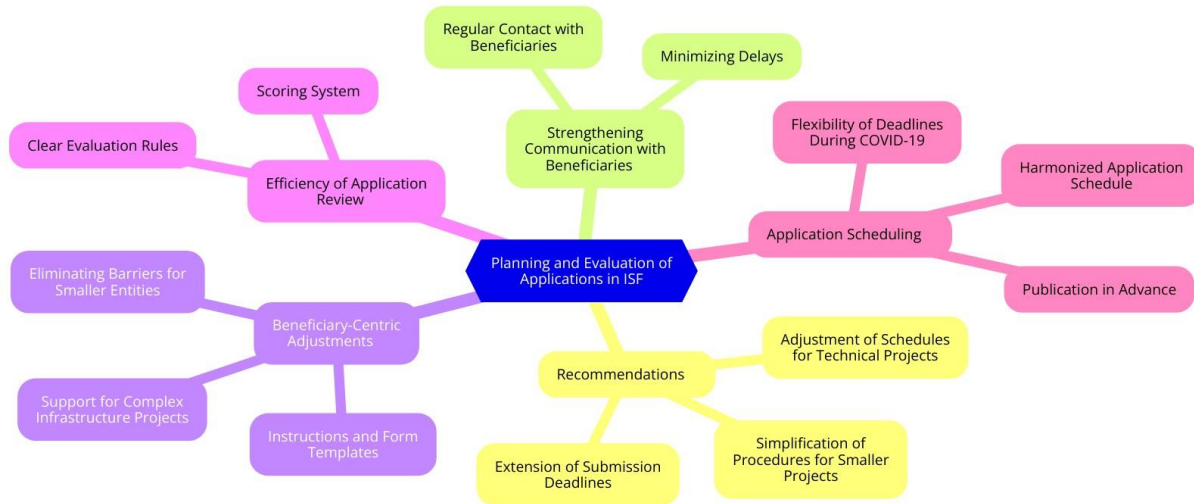 Regular Contact with
Beneficiaries
Minimizing Delays
Strengthening
Communication with
Beneficiaries
Scoring System
Clear Evaluation Rules
Efficiency of Application
Review
Flexibility of Deadlines
During COVID-19
Harmonized Application
Schedule
Application Scheduling
Publication in Advance
Planning and Evaluation of
Applications in ISF
Eliminating Barriers for
Smaller Entities
Beneficiary-Centric
Adjustments
Support for Complex
Infrastructure Projects
Instructions and Form
Templates
Recommendations
Adjustment of Schedules
for Technical Projects
Extension of Submission
Deadlines
Simplification of
Procedures for Smaller
Projects